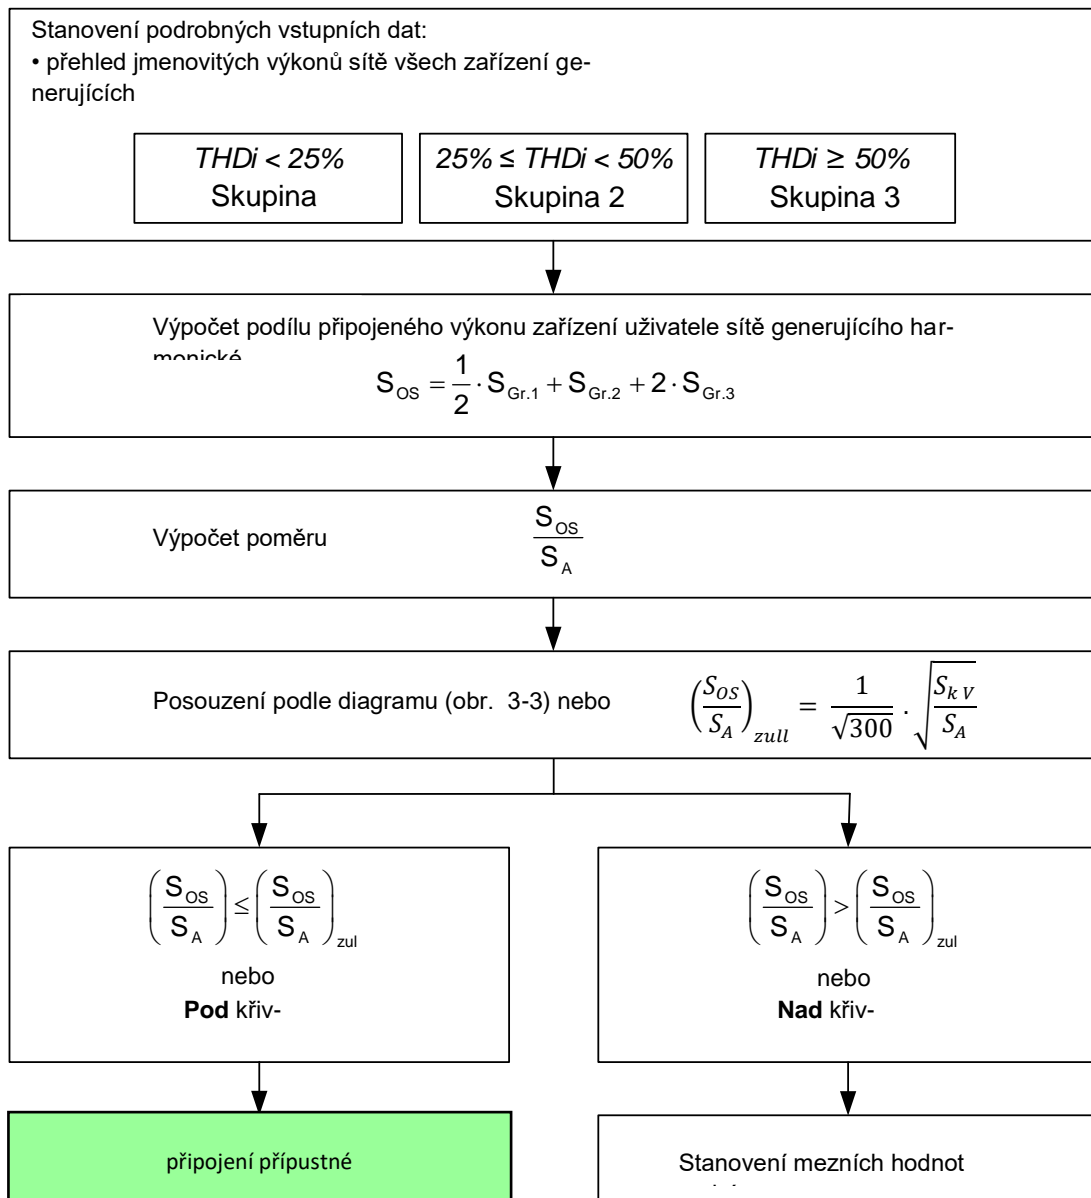 Stanovení podrobných vstupních dat:
• přehled jmenovitých výkonů sítě všech zařízení ge-
nerujících
THDi < 25%
Skupina
25% ≤ THDi < 50%
Skupina 2
THDi ≥ 50%
Skupina 3
Výpočet podílu připojeného výkonu zařízení uživatele sítě generujícího har-
monické
S_OS = 1/2 · S_Gr.1 + S_Gr.2 + 2 · S_Gr.3
Výpočet poměru S_OS/S_A
Posouzení podle diagramu (obr. 3-3) nebo (S_OS/S_A)_zull = 1/√300 . √(S_k V/S_A)
(S_OS/S_A) ≤ (S_OS/S_A)_zul
nebo
Pod křiv-
(S_OS/S_A) > (S_OS/S_A)_zul
nebo
Nad křiv-
připojení přípustné
Stanovení mezních hodnot